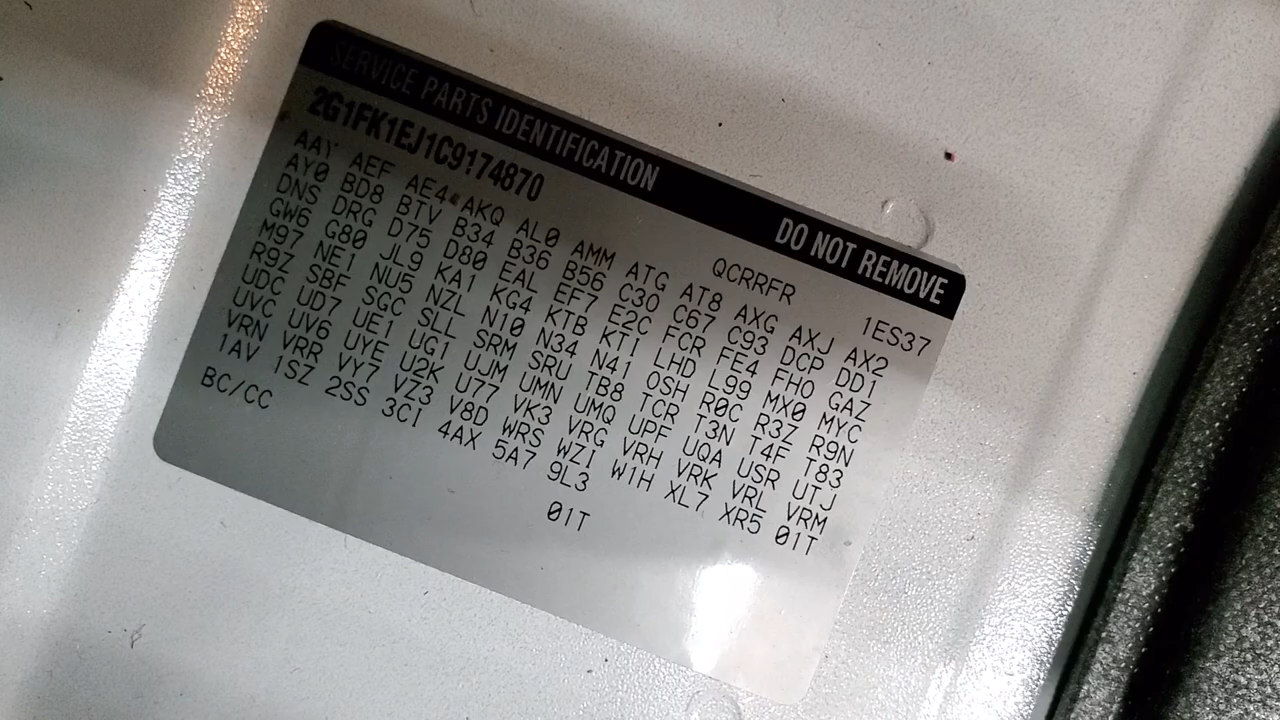 SERVICE PARTS IDENTIFICATION DO NOT REMOVE
2G1FK1EJ1C9174870 QCRRFR 1ES37
AAY AEF AE4 AKQ AL0 AMM ATG AT8 AXG AXJ AX2
AY0 BD8 BTV B34 B36 B56 C30 C67 C93 DCP DD1
DNS DRG D75 D80 EAL EF7 E2C FCR FE4 FHO GAZ
GW6 G80 JL9 KA1 KG4 KTB KTI LHD L99 MX0 MYC
M97 NE1 NU5 NZL N10 N34 N41 OSH R0C R3Z R9N
R9Z SBF SGC SLL SRM SRU TB8 TCR T3N T4F T83
UDC UD7 UE1 UG1 UJM UMN UMQ UPF UQA USR UTJ
UVC UV6 UYE U2K U77 VK3 VRG VRH VRK VRL VRM
VRN VRR VY7 VZ3 V8D WRS WZI W1H XL7 XR5 01T
1AV 1SZ 2SS 3CI 4AX 5A7 9L3
BC/CC 01T